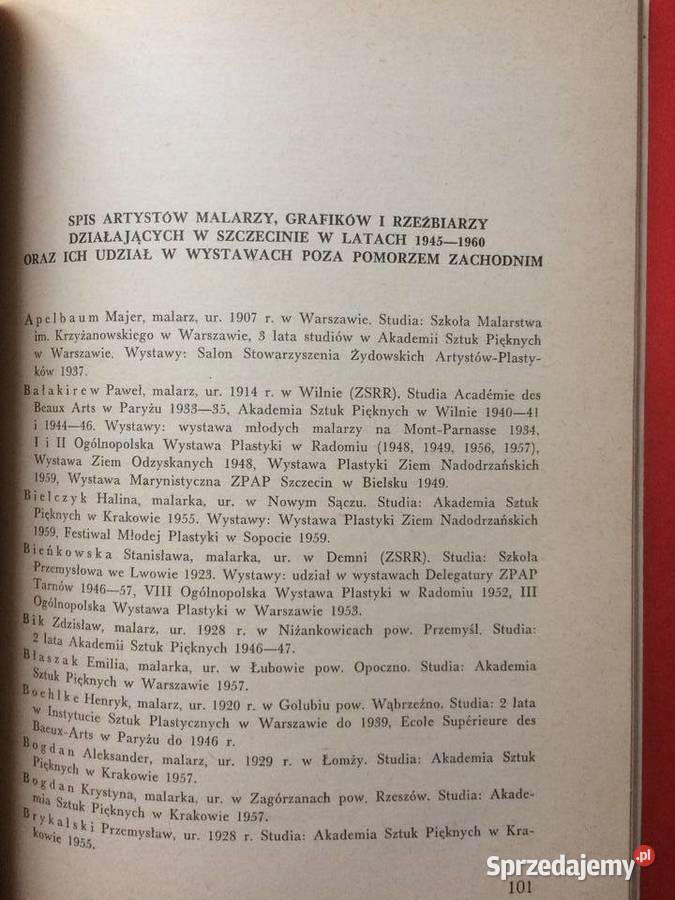 SPIS ARTYSTÓW MALARZY, GRAFIKÓW I RZEŹBIARZY
DZIAŁAJĄCYCH W SZCZECINIE W LATACH 1945—1960
ORAZ ICH UDZIAŁ W WYSTAWACH POZA POMORZEM ZACHODNIM
Apelbaum Majer, malarz, ur. 1907 r. w Warszawie. Studia: Szkoła Malarstwa
im. Krzyżanowskiego w Warszawie, 3 lata studiów w Akademii Sztuk Pięknych
w Warszawie. Wystawy: Salon Stowarzyszenia Żydowskich Artystów-Plasty-
ków 1937.
Bałakirew Paweł, malarz, ur. 1914 r. w Wilnie (ZSRR). Studia Académie des
Beaux Arts w Paryżu 1933—35, Akademia Sztuk Pięknych w Wilnie 1940—41
i 1944—46. Wystawy: wystawa młodych malarzy na Mont-Parnasse 1934,
I i II Ogólnopolska Wystawa Plastyki w Radomiu (1948, 1949, 1956, 1957),
Wystawa Ziem Odzyskanych 1948, Wystawa Plastyki Ziem Nadodrzańskich
1959, Wystawa Marynistyczna ZPAP Szczecin w Bielsku 1949.
Bielczyk Halina, malarka, ur. w Nowym Sączu. Studia: Akademia Sztuk
Pięknych w Krakowie 1955. Wystawy: Wystawa Plastyki Ziem Nadodrzańskich
1959, Festiwal Młodej Plastyki w Sopocie 1959.
Bieńkowska Stanisława, malarka, ur. w Demni (ZSRR). Studia: Szkoła
Przemysłowa we Lwowie 1923. Wystawy: udział w wystawach Delegatury ZPAP
Tarnów 1946—57, VIII Ogólnopolska Wystawa Plastyki w Radomiu 1952, III
Ogólnopolska Wystawa Plastyki w Warszawie 1953.
Bik Zdzisław, malarz, ur. 1928 r. w Niżankowicach pow. Przemyśl. Studia:
2 lata Akademii Sztuk Pięknych 1946—47.
Błaszak Emilia, malarka, ur. w Łubowie pow. Opoczno. Studia: Akademia
Sztuk Pięknych w Warszawie 1957.
Boehlke Henryk, malarz, ur. 1920 r. w Golubiu pow. Wąbrzeźno. Studia: 2 lata
w Instytucie Sztuk Plastycznych w Warszawie do 1939, Ecole Supérieure des
Baeux-Arts w Paryżu do 1946 r.
Bogdan Aleksander, malarz, ur. 1929 r. w Łomży. Studia: Akademia Sztuk
Pięknych w Krakowie 1957.
Bogdan Krystyna, malarka, ur. w Zagórzanach pow. Rzeszów. Studia: Akade-
mia Sztuk Pięknych w Krakowie 1957.
Brykalski Przemysław, ur. 1928 r. Studia: Akademia Sztuk Pięknych w Kra-
kowie 1955.
101
Sprzedajemy.pl